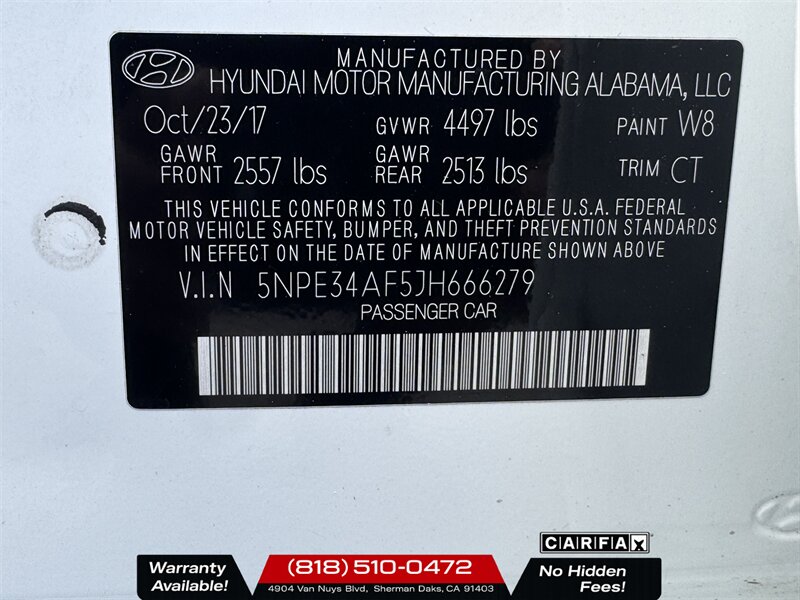 MANUFACTURED BY
HYUNDAI MOTOR MANUFACTURING ALABAMA, LLC
Oct/23/17 GVWR 4497 lbs PAINT W8
GAWR FRONT 2557 lbs GAWR REAR 2513 lbs TRIM CT
THIS VEHICLE CONFORMS TO ALL APPLICABLE U.S.A. FEDERAL
MOTOR VEHICLE SAFETY, BUMPER, AND THEFT PREVENTION STANDARDS
IN EFFECT ON THE DATE OF MANUFACTURE SHOWN ABOVE
V.I.N 5NPE34AF5JH666279
PASSENGER CAR
CARFAX
Warranty
Available!
(818) 510-0472
4904 Van Nuys Blvd, Sherman Oaks, CA 91403
No Hidden
Fees!